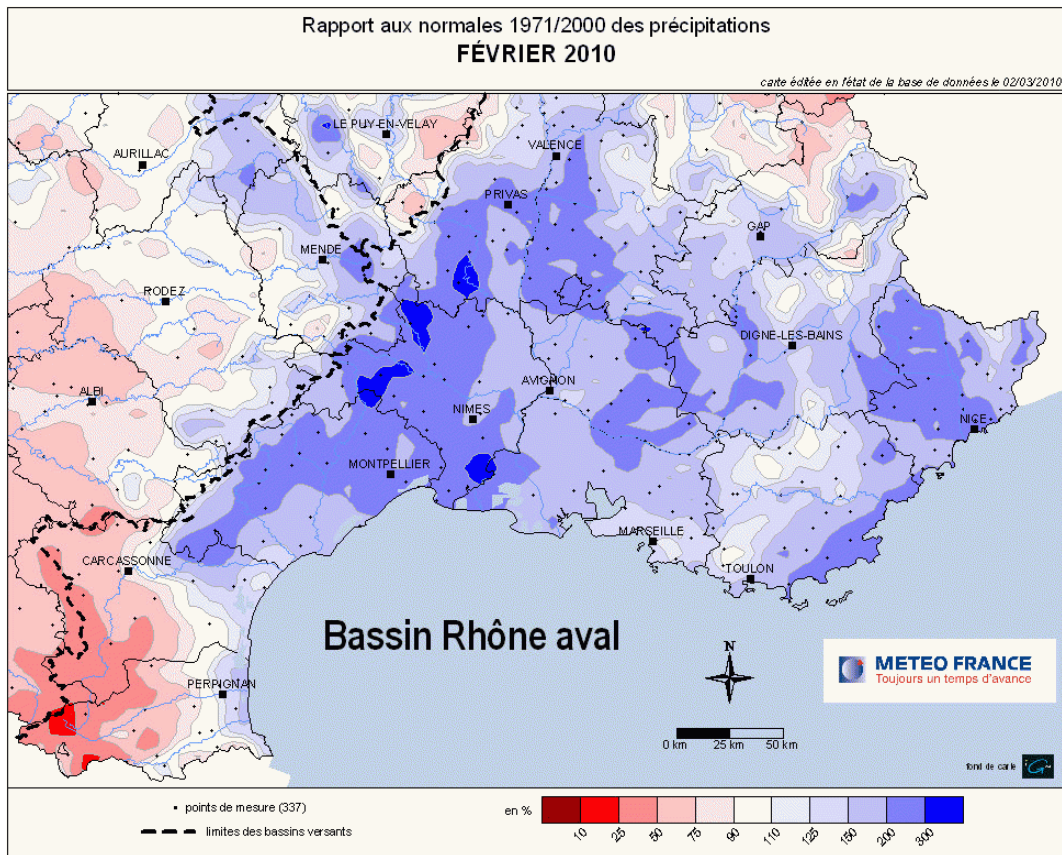 Rapport aux normales 1971/2000 des précipitations
FÉVRIER 2010
carte éditée en l'état de la base de données le 02/03/2010
LE PUY-EN-VELAY
AURILLAC
VALENCE
PRIVAS
GAP
MENDE
RODEZ
DIGNE-LES-BAINS
AVIGNON
ALBI
NIMES
NICE
MONTPELLIER
MARSEILLE
CARCASSONNE
TOULON
Bassin Rhône aval
N
METEO FRANCE
Toujours un temps d'avance
PERPIGNAN
0 km 25 km 50 km
fond de carte
points de mesure (337)
limites des bassins versants
en %
10 25 50 75 90 110 125 150 200 300